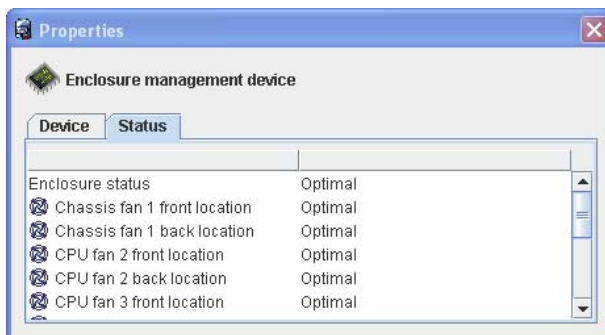 Properties
Enclosure management device
Device Status
Enclosure status Optimal
Chassis fan 1 front location Optimal
Chassis fan 1 back location Optimal
CPU fan 2 front location Optimal
CPU fan 2 back location Optimal
CPU fan 3 front location Optimal